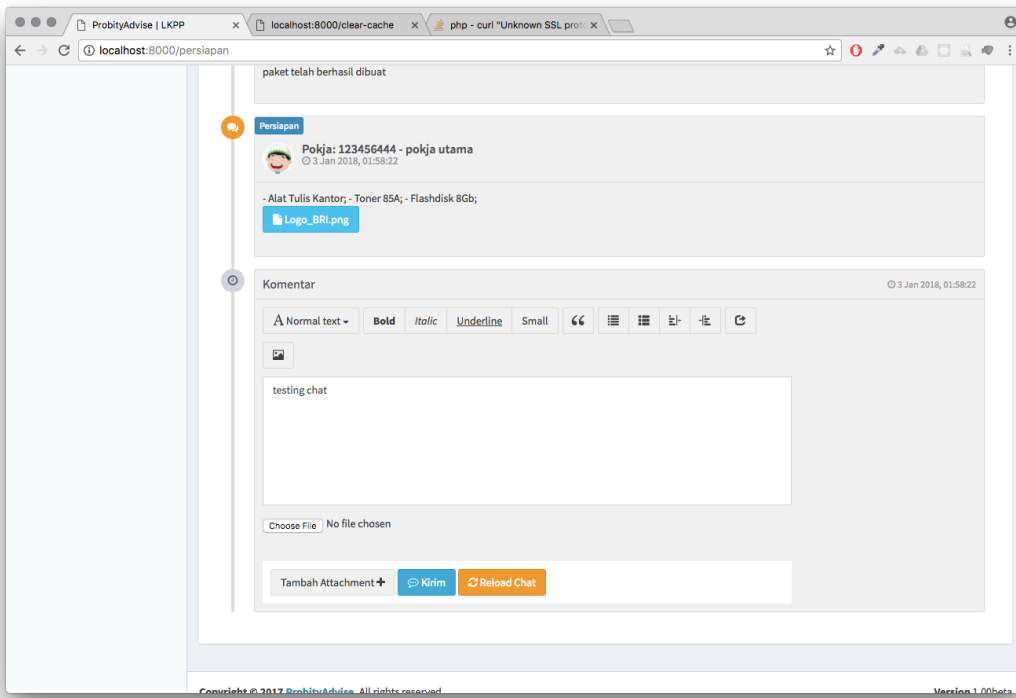 ProbityAdvise | LKPP
localhost:8000/clear-cache
php - curl "Unknown SSL proto
localhost:8000/persiapan
paket telah berhasil dibuat
Persiapan
Pokja: 123456444 - pokja utama
3 Jan 2018, 01:58:22
- Alat Tulis Kantor; - Toner 85A; - Flashdisk 8Gb;
Logo_BRI.png
Komentar
3 Jan 2018, 01:58:22
A Normal text Bold Italic Underline Small
testing chat
Choose File No file chosen
Tambah Attachment Kirim Reload Chat
Copyright © 2017 ProbityAdvise. All rights reserved
Version 1.00beta